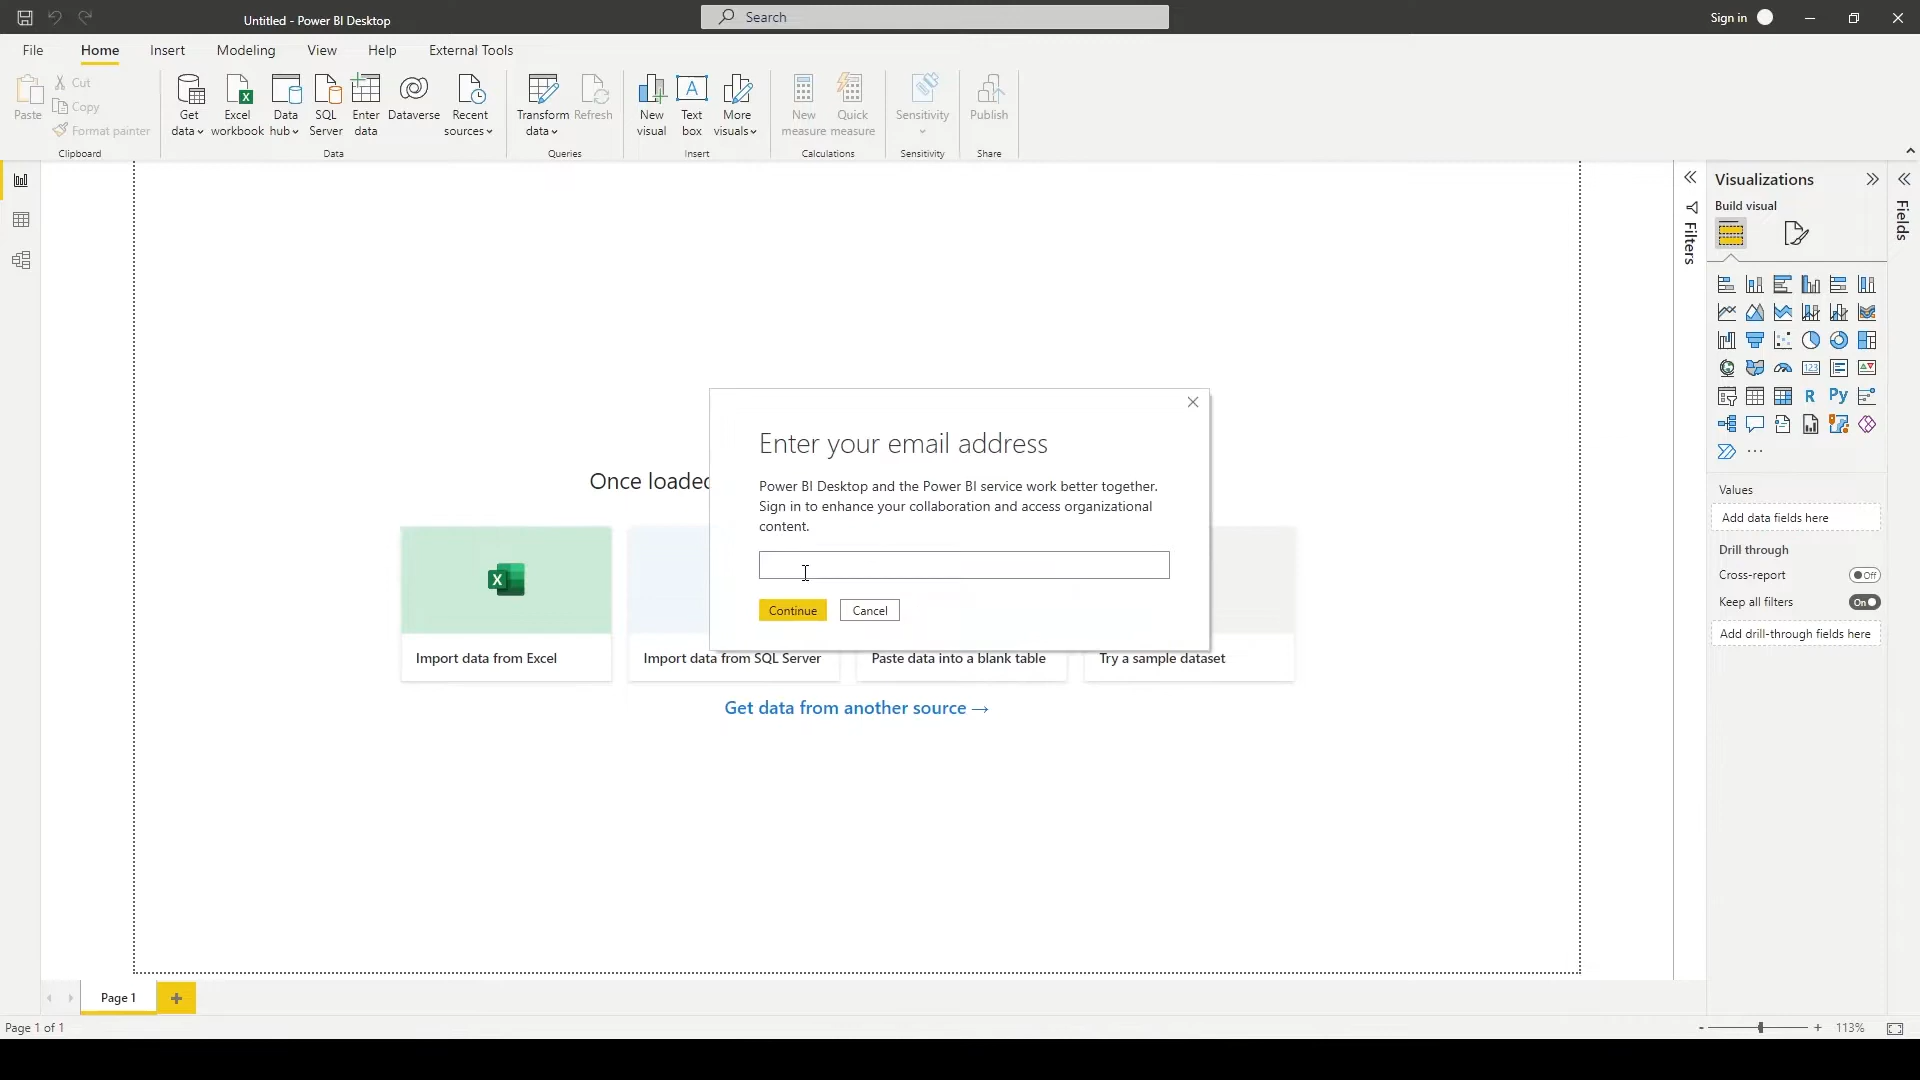 Untitled - Power BI Desktop
Search
Sign in
File Home Insert Modeling View Help External Tools
Paste
Cut
Copy
Format painter
Clipboard
Get data
Excel workbook
Data hub
SQL Server
Enter data
Dataverse
Recent sources
Data
Transform data
Refresh
Queries
New visual
Text box
More visuals
Insert
New measure
Quick measure
Calculations
Sensitivity
Sensitivity
Publish
Share
Filters
Visualizations
Build visual
Fields
123
R
Py
Values
Add data fields here
Drill through
Cross-report
Off
Keep all filters
On
Add drill-through fields here
Once loaded
Enter your email address
Power BI Desktop and the Power BI service work better together.
Sign in to enhance your collaboration and access organizational
content.
Continue
Cancel
Import data from Excel
Import data from SQL Server
Paste data into a blank table
Try a sample dataset
Get data from another source →
Page 1
Page 1 of 1
113%